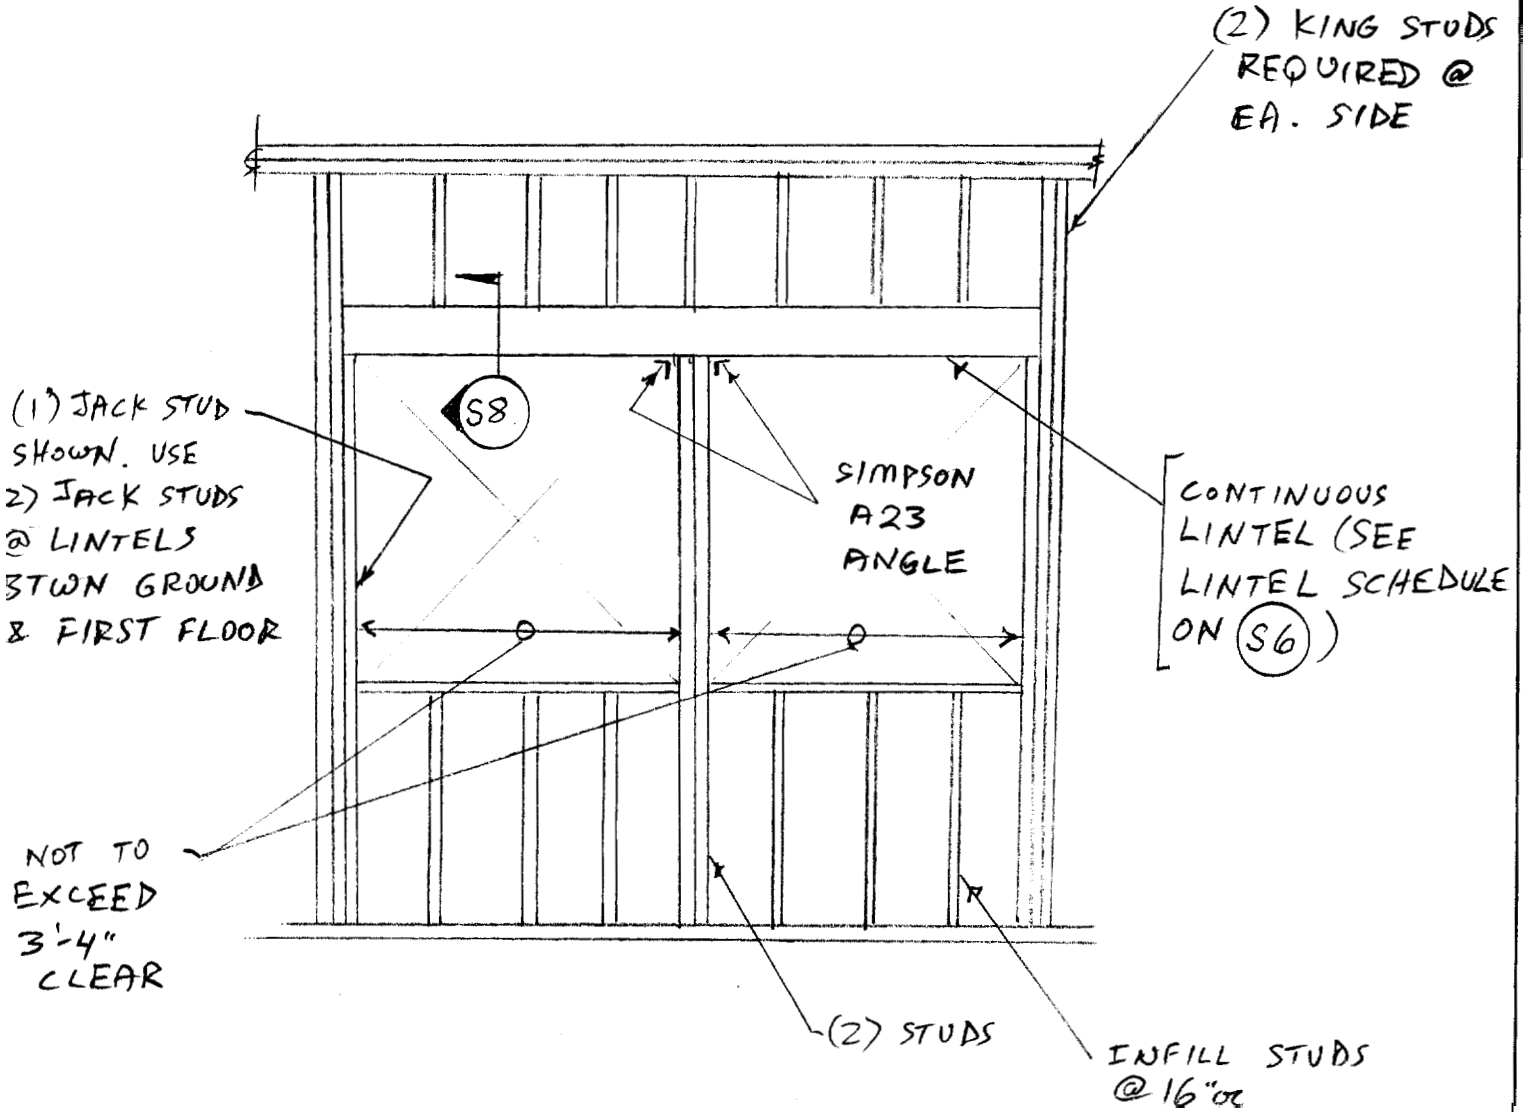 (2) KING STUDS
REQUIRED @
EA. SIDE
(1) JACK STUD
SHOWN. USE
2) JACK STUDS
@ LINTELS
BTWN GROUND
& FIRST FLOOR
S8
SIMPSON
A23
ANGLE
CONTINUOUS
LINTEL (SEE
LINTEL SCHEDULE
ON S6)
NOT TO
EXCEED
3'-4"
CLEAR
(2) STUDS
INFILL STUDS
@ 16"oc